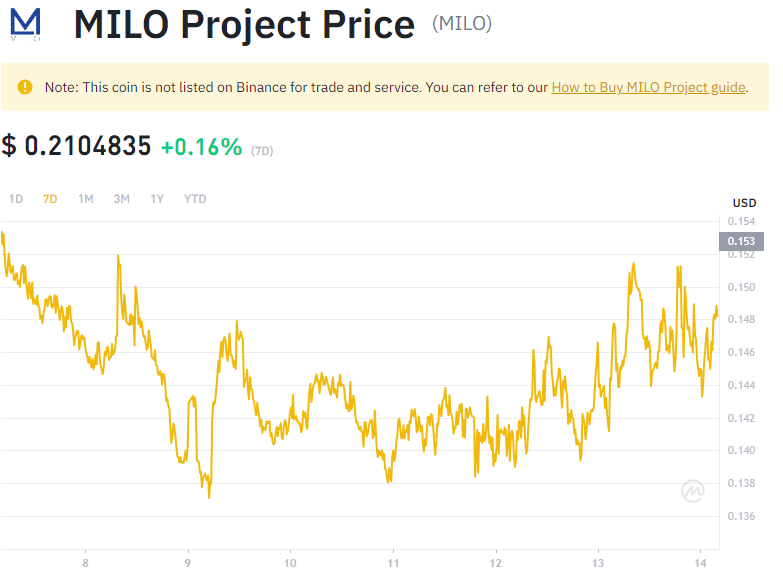 MILO Project Price (MILO)
Note: This coin is not listed on Binance for trade and service. You can refer to our How to Buy MILO Project guide.
$ 0.2104835 +0.16% (7D)
1D 7D 1M 3M 1Y YTD
USD
0.154
0.153
0.152
0.150
0.148
0.146
0.144
0.142
0.140
0.138
0.136
8 9 10 11 12 13 14